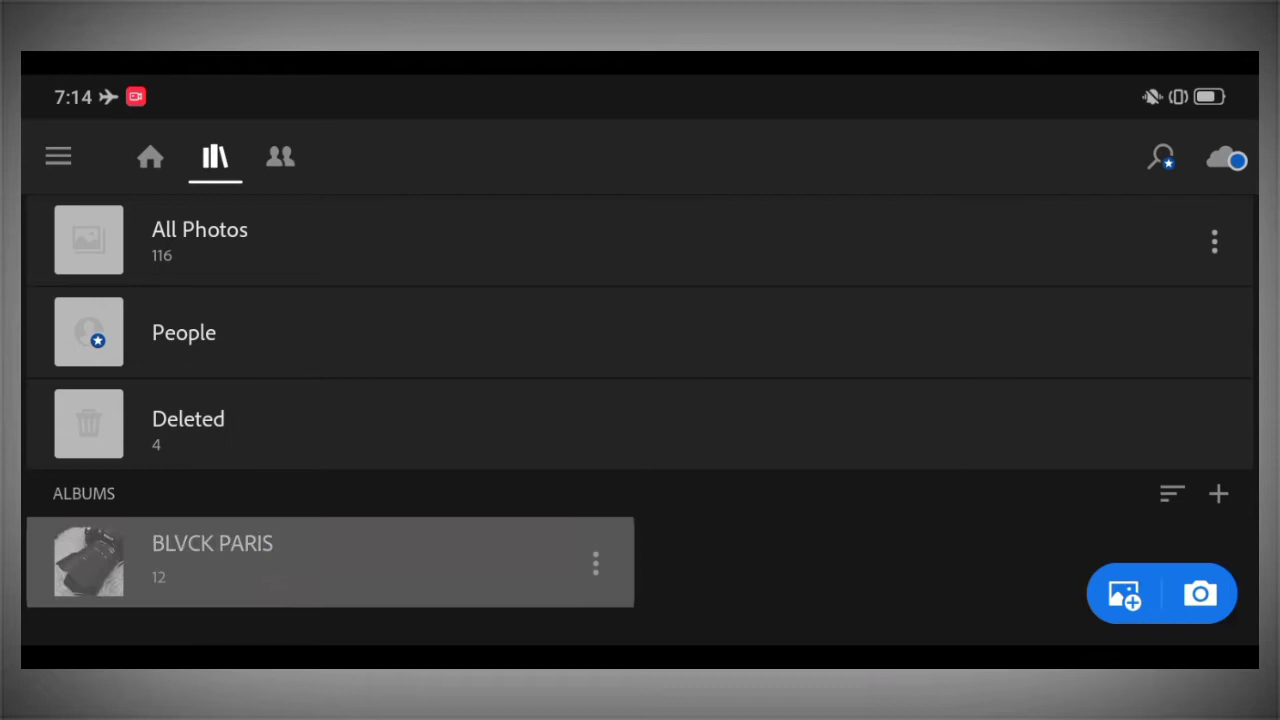 7:14
All Photos
116
People
Deleted
4
ALBUMS
BLVCK PARIS
12